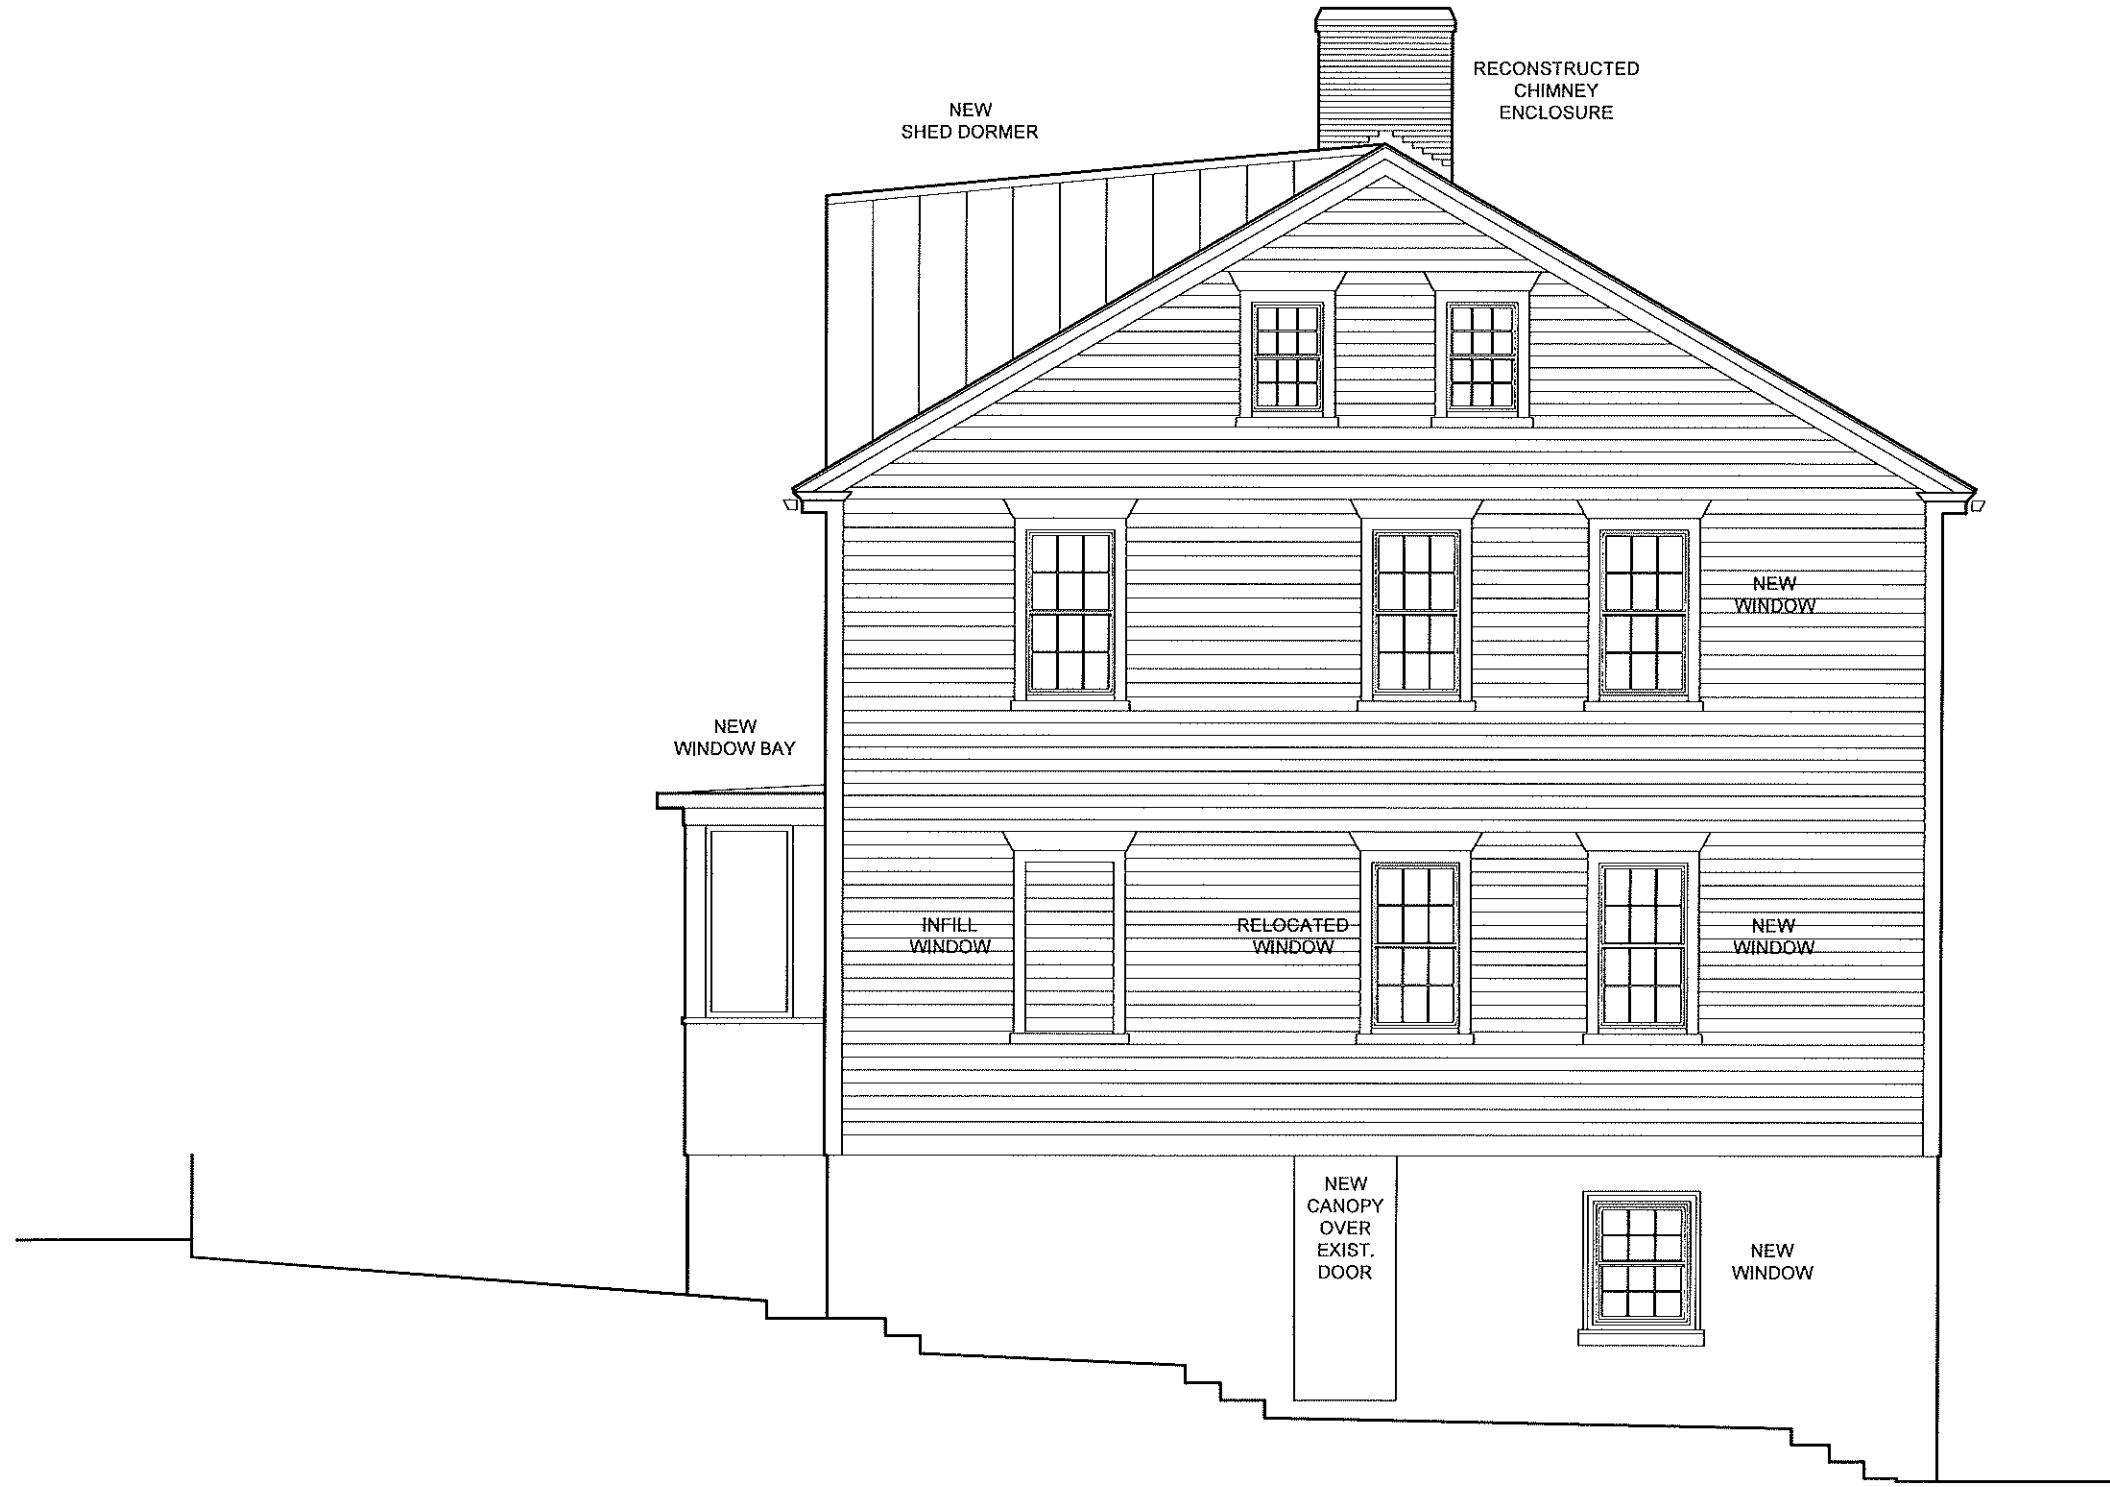 RECONSTRUCTED
CHIMNEY
ENCLOSURE
NEW
SHED DORMER
NEW
WINDOW
NEW
WINDOW BAY
INFILL
WINDOW
RELOCATED
WINDOW
NEW
WINDOW
NEW
CANOPY
OVER
EXIST.
DOOR
NEW
WINDOW